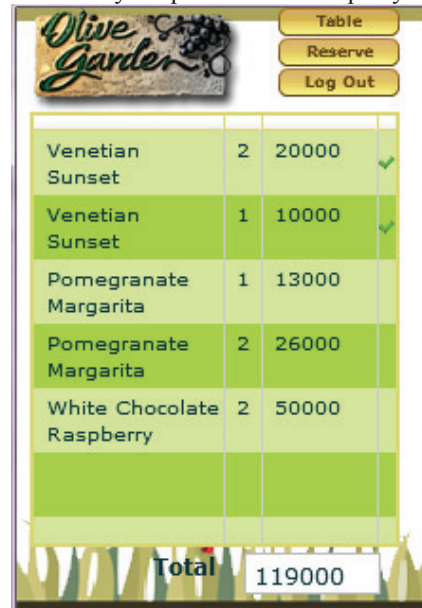 Olive
Garden
Table
Reserve
Log Out
Venetian 2 20000
Sunset
Venetian 1 10000
Sunset
Pomegranate 1 13000
Margarita
Pomegranate 2 26000
Margarita
White Chocolate 2 50000
Raspberry
Total 119000